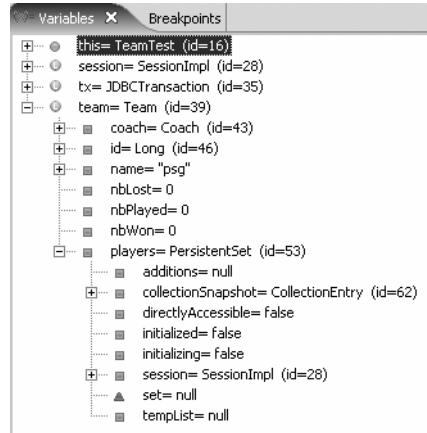 Variables Breakpoints
this= TeamTest (id=16)
session= SessionImpl (id=28)
tx= JDBCTransaction (id=35)
team= Team (id=39)
coach= Coach (id=43)
id= Long (id=46)
name= "psg"
nbLost= 0
nbPlayed= 0
nbWon= 0
players= PersistentSet (id=53)
additions= null
collectionSnapshot= CollectionEntry (id=62)
directlyAccessible= false
initialized= false
initializing= false
session= SessionImpl (id=28)
set= null
tempList= null